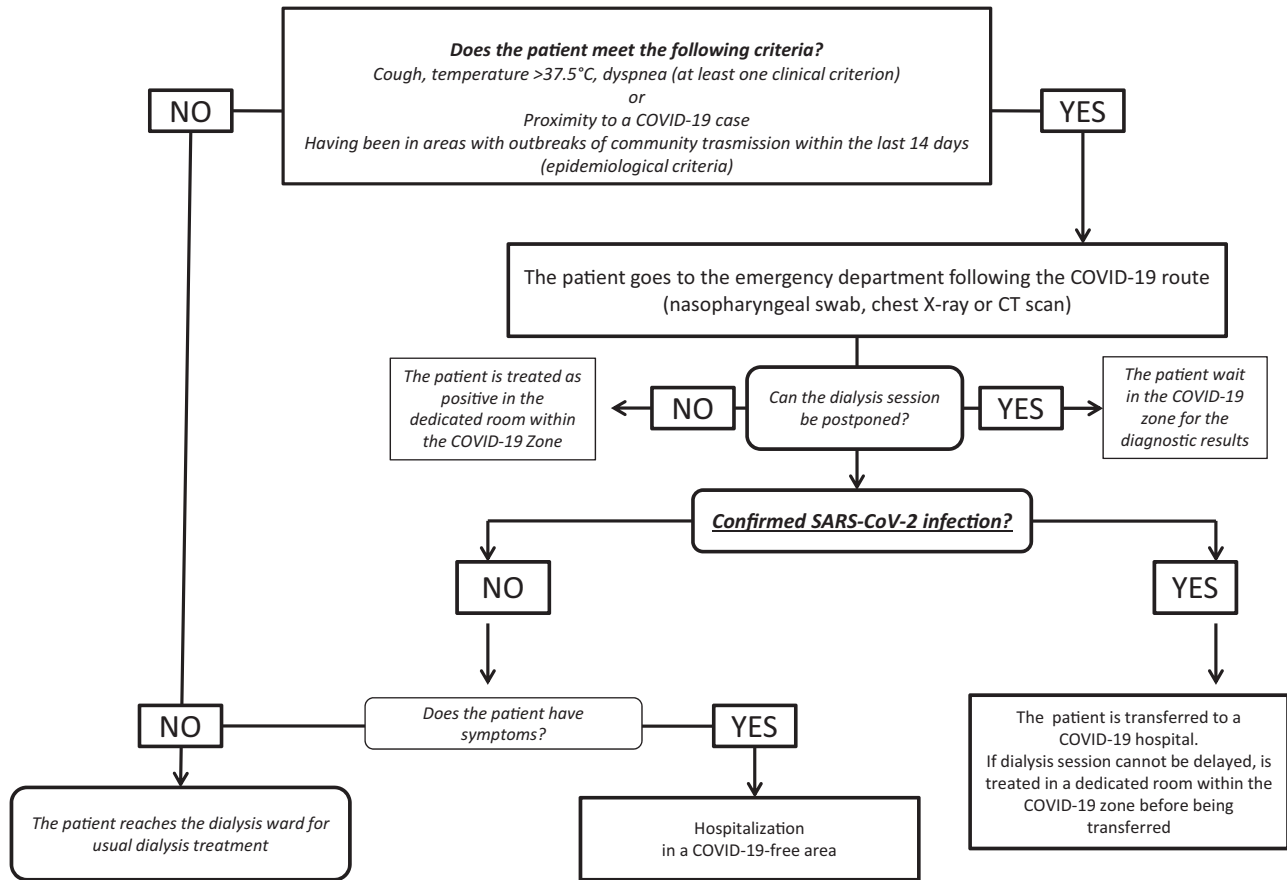 Does the patient meet the following criteria?
Cough, temperature >37.5°C, dyspnea (at least one clinical criterion)
or
Proximity to a COVID-19 case
Having been in areas with outbreaks of community trasmission within the last 14 days
(epidemiological criteria)
NO
YES
The patient goes to the emergency department following the COVID-19 route
(nasopharyngeal swab, chest X-ray or CT scan)
The patient is treated as
positive in the
dedicated room within
the COVID-19 Zone
NO
Can the dialysis session
be postponed?
YES
The patient wait
in the COVID-19
zone for the
diagnostic results
Confirmed SARS-CoV-2 infection?
NO
YES
NO
Does the patient have
symptoms?
YES
The patient is transferred to a
COVID-19 hospital.
If dialysis session cannot be delayed, is
treated in a dedicated room within the
COVID-19 zone before being
transferred
The patient reaches the dialysis ward for
usual dialysis treatment
Hospitalization
in a COVID-19-free area